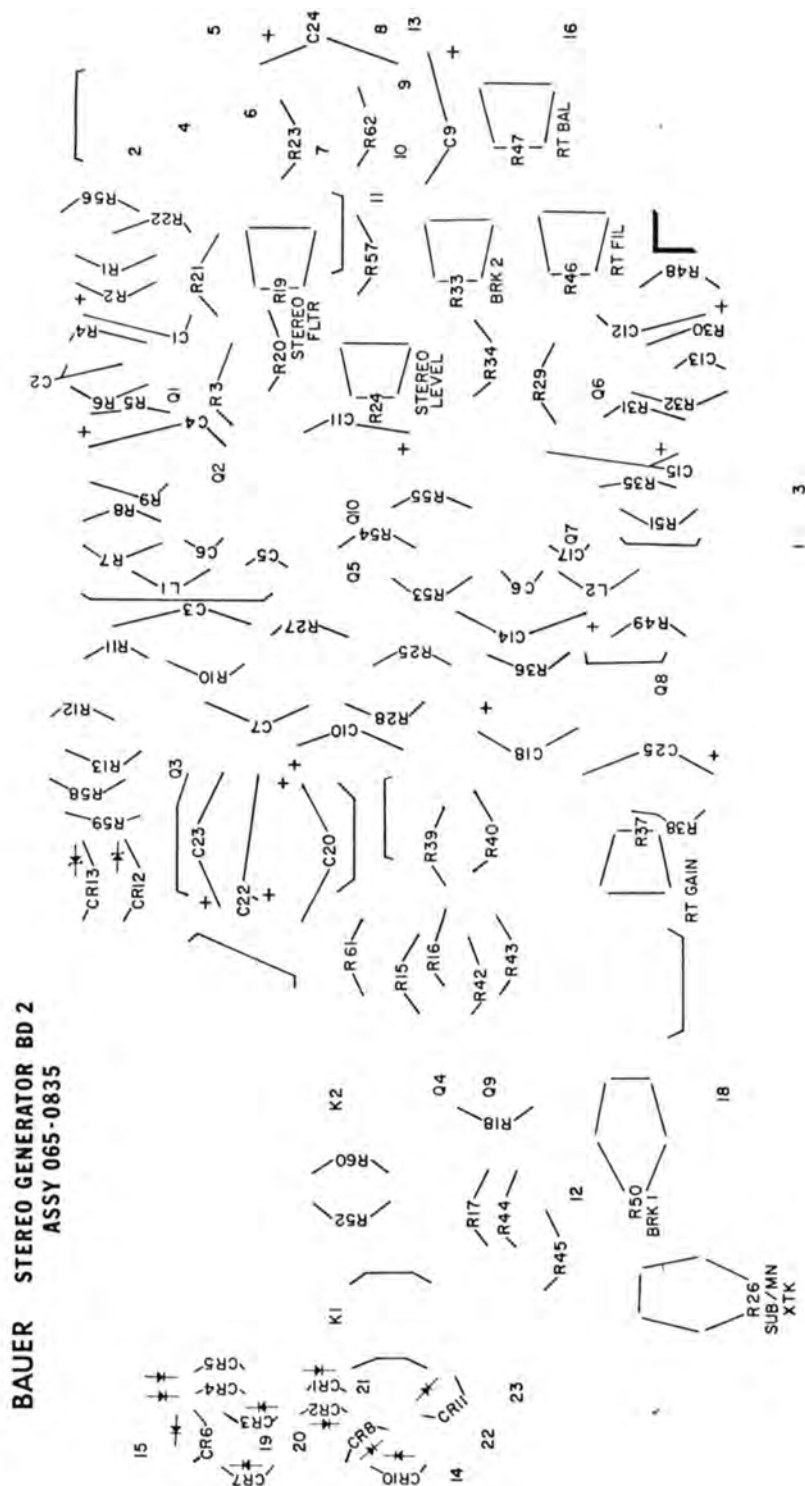 BAUER STEREO GENERATOR BD 2
ASSY 065-0835
CR13
CR12
R59
R58
R13
R12
R11
R10
C3
L1
R7
C6
C5
R8
R9
C4
R5
R6
Q1
Q2
C2
R4
C1
R3
R2
R1
R21
R22
R56
2
4
5
6
+
C24
8
13
R23
7
R62
9
10
C9
+
16
R47
RT BAL
11
R57
R19
STEREO
FLTR
R20
R33
BRK 2
R46
RT FIL
R48
R24
STEREO
LEVEL
R34
R29
C12
+
R30
C13
Q6
R31
R32
C11
+
C15
+
R35
R51
R55
Q10
R54
Q5
R53
C6
C17
Q7
L2
1
3
R27
R25
C14
+
R49
R36
Q8
C7
C10
R28
+
C18
C25
+
Q3
C23
+
C22
+
C20
+
+
R39
R40
R37
R38
RT GAIN
R61
R15
R16
R42
R43
K2
Q4
Q9
R18
R60
R52
R17
R44
R45
12
18
R50
BRK 1
R26
SUB/MN
XTK
K1
CR5
CR4
CR6
CR3
CR7
15
19
20
CR1
CR2
21
CR8
CR10
CR11
14
22
23